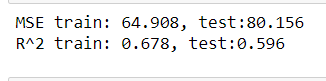 MSE train: 64.908, test:80.156
R^2 train: 0.678, test:0.596